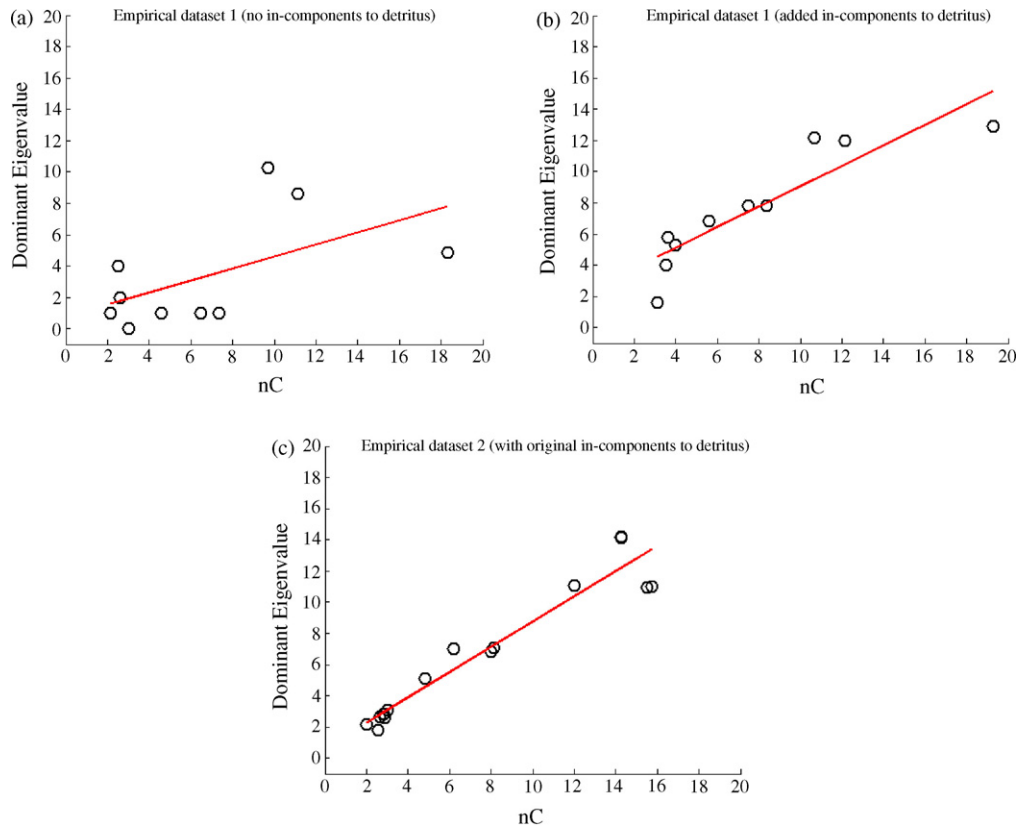 (a) Empirical dataset 1 (no in-components to detritus)
20
18
16
14
12
10
8
6
4
2
0
Dominant Eigenvalue
0 2 4 6 8 10 12 14 16 18 20
nC
(b) Empirical dataset 1 (added in-components to detritus)
20
18
16
14
12
10
8
6
4
2
0
Dominant Eigenvalue
0 2 4 6 8 10 12 14 16 18 20
nC
(c) Empirical dataset 2 (with original in-components to detritus)
20
18
16
14
12
10
8
6
4
2
0
Dominant Eigenvalue
0 2 4 6 8 10 12 14 16 18 20
nC